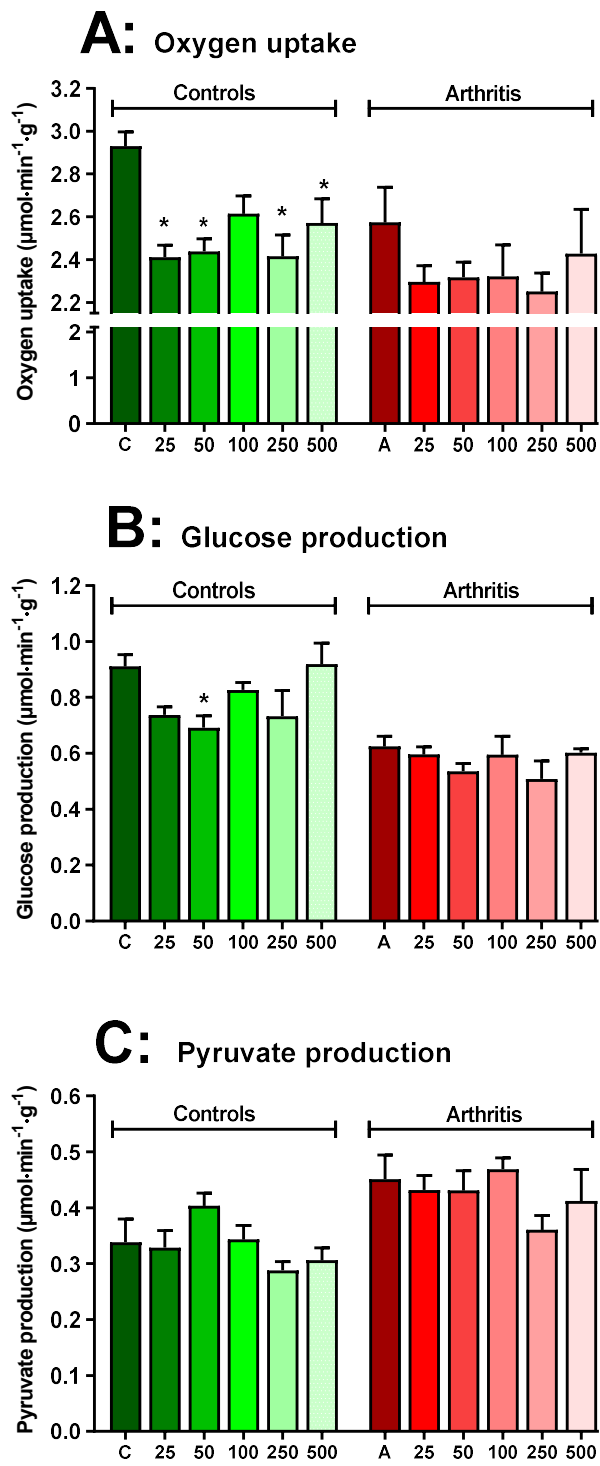 A: Oxygen uptake
Controls Arthritis
Oxygen uptake (μmol·min⁻¹·g⁻¹)
3.2
3.0
2.8
2.6
2.4
2.2
2
1
0
* * * *
C 25 50 100 250 500 A 25 50 100 250 500
B: Glucose production
Controls Arthritis
Glucose production (μmol·min⁻¹·g⁻¹)
1.2
1.0
0.8
0.6
0.4
0.2
0.0
*
C 25 50 100 250 500 A 25 50 100 250 500
C: Pyruvate production
Controls Arthritis
Pyruvate production (μmol·min⁻¹·g⁻¹)
0.6
0.5
0.4
0.3
0.2
0.1
0.0
C 25 50 100 250 500 A 25 50 100 250 500